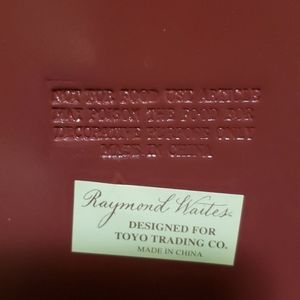 NOT FOR FOOD USE ARTICLE
MAY POISON THE FOOD FOR
DECORATIVE PURPOSE ONLY
MADE IN CHINA
Raymond Waites
DESIGNED FOR
TOYO TRADING CO.
MADE IN CHINA